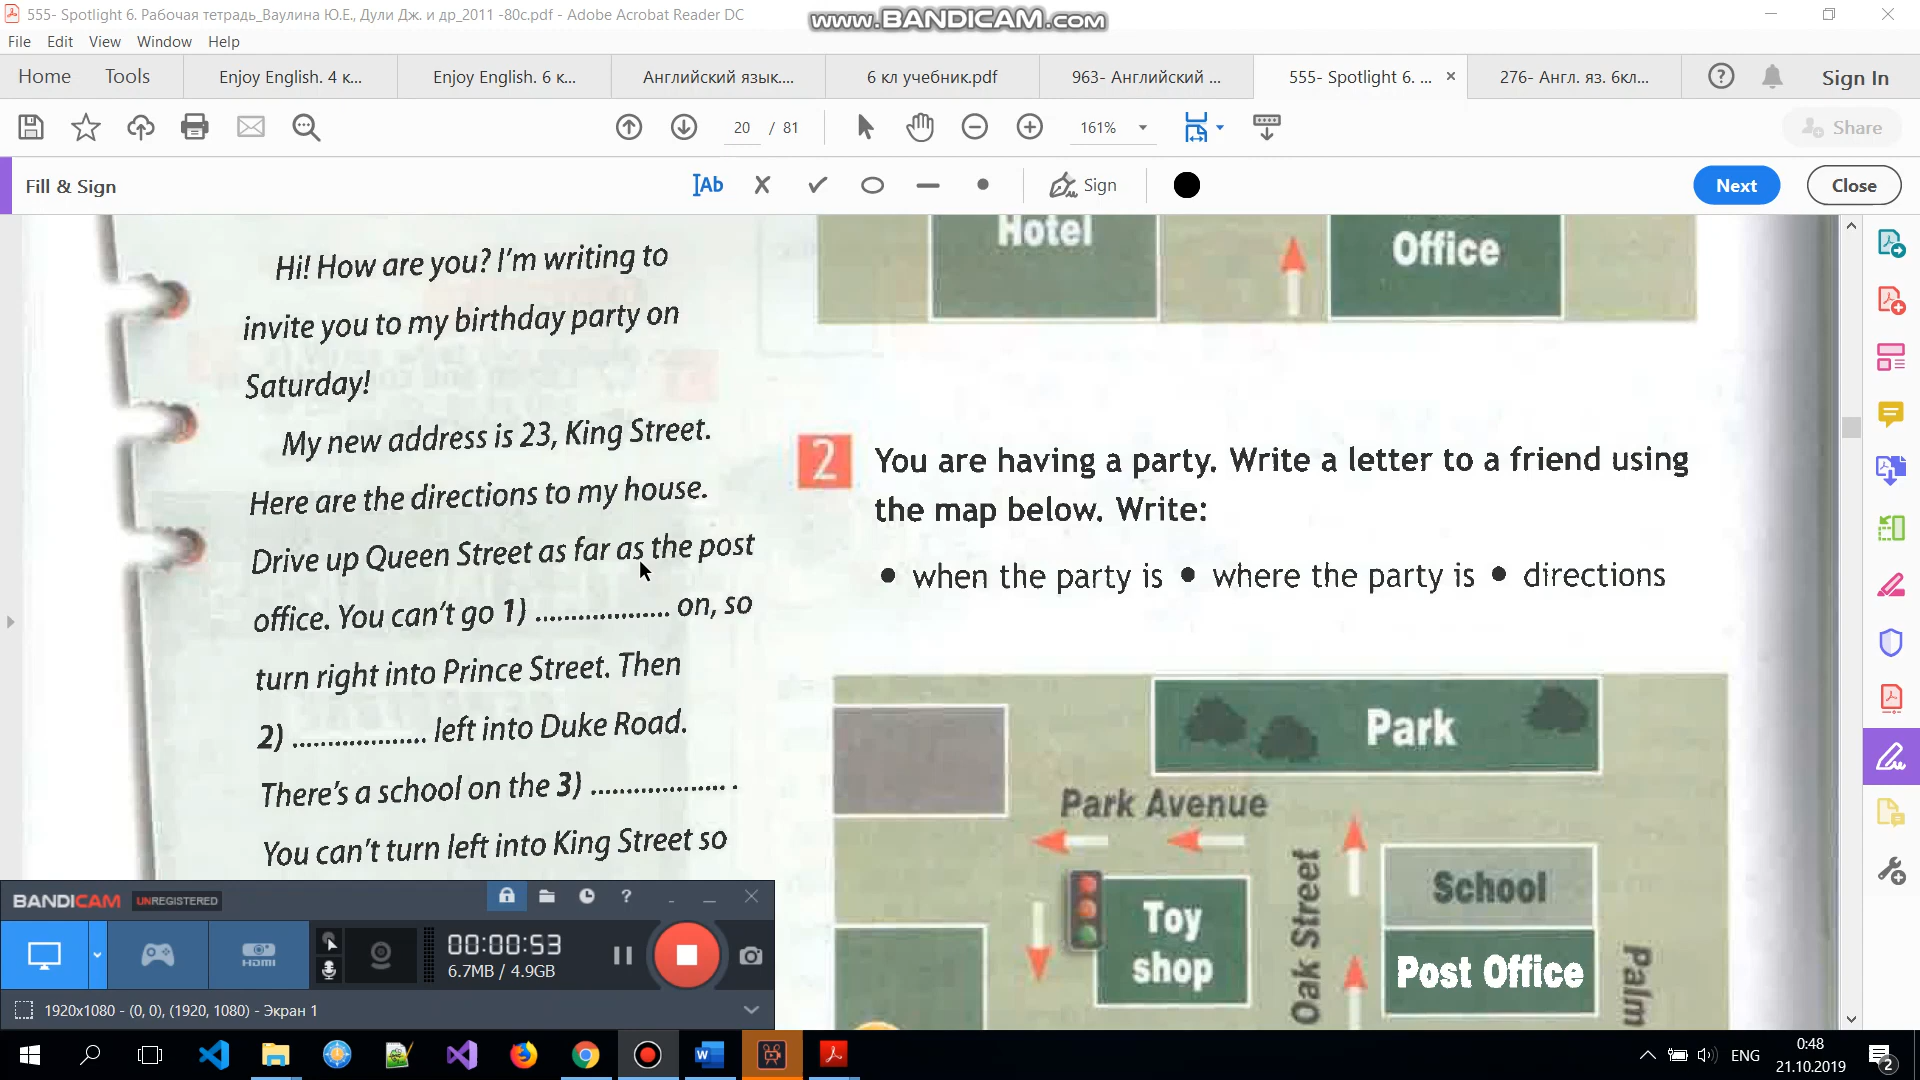 555- Spotlight 6. Рабочая тетрадь_Ваулина Ю.Е., Дули Дж. и др_2011 -80c.pdf - Adobe Acrobat Reader DC
www.BANDICAM.com
File Edit View Window Help
Home Tools Enjoy English. 4 к... Enjoy English. 6 к... Английский язык.... 6 кл учебник.pdf 963- Английский ... 555- Spotlight 6. ... × 276- Англ. яз. 6кл... Sign In
20 / 81 161% Share
Fill & Sign Ab Sign Next Close
Hi! How are you? I'm writing to
invite you to my birthday party on
Saturday!
My new address is 23, King Street.
Here are the directions to my house.
Drive up Queen Street as far as the post
office. You can't go 1) ................... on, so
turn right into Prince Street. Then
2) ................... left into Duke Road.
There's a school on the 3) ................... .
You can't turn left into King Street so
Hotel
Office
2 You are having a party. Write a letter to a friend using
the map below. Write:
• when the party is • where the party is • directions
Park
Park Avenue
Oak Street
School
Toy
shop
Post Office
Palm
BANDICAM UNREGISTERED
HDMI
00:00:53
6.7MB / 4.9GB
1920x1080 - (0, 0), (1920, 1080) - Экран 1
ENG
0:48
21.10.2019
2